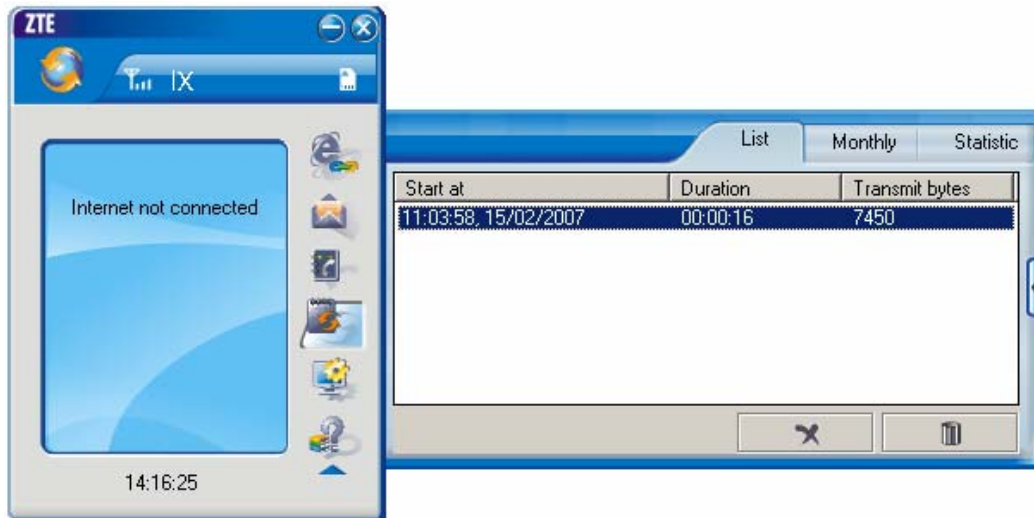 ZTE
IX
Internet not connected
14:16:25
List Monthly Statistic
Start at Duration Transmit bytes
11:03:58, 15/02/2007 00:00:16 7450